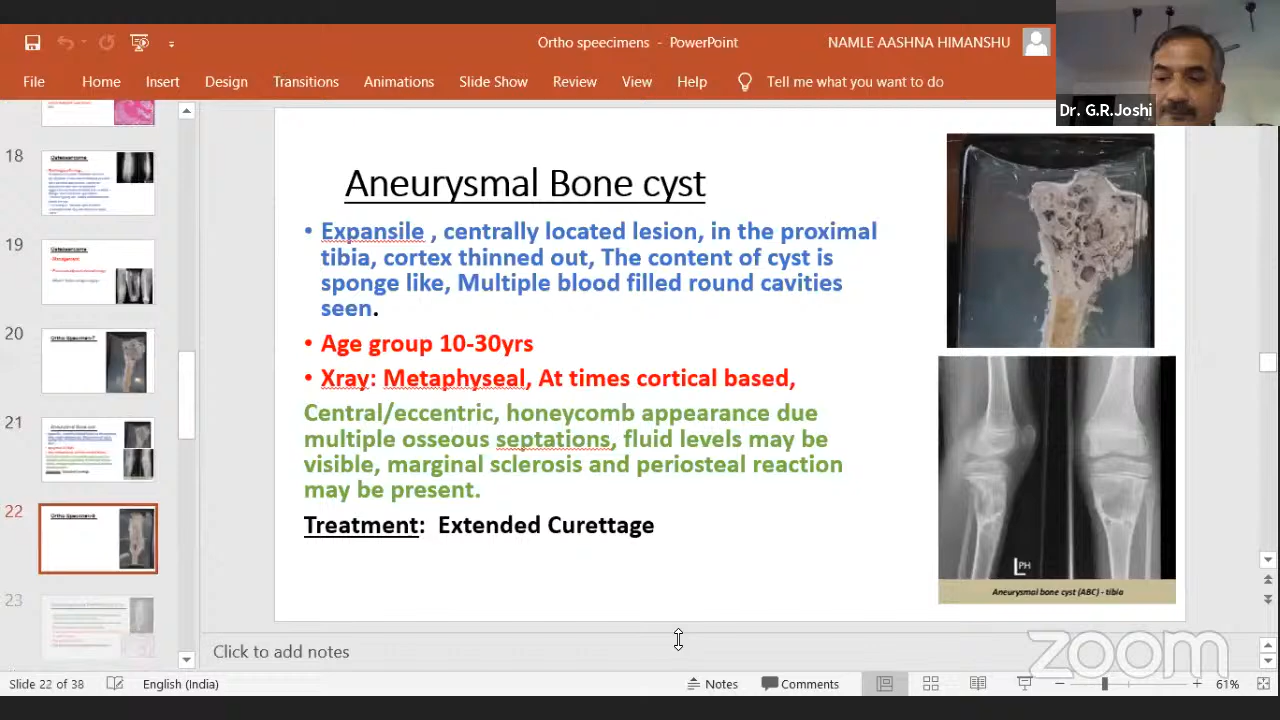 Ortho speecimens - PowerPoint
NAMLE AASHNA HIMANSHU
Dr. G.R.Joshi
File Home Insert Design Transitions Animations Slide Show Review View Help Tell me what you want to do
18
19
20
21
22
23
Aneurysmal Bone cyst
• Expansile , centrally located lesion, in the proximal
tibia, cortex thinned out, The content of cyst is
sponge like, Multiple blood filled round cavities
seen.
• Age group 10-30yrs
• Xray: Metaphyseal, At times cortical based,
Central/eccentric, honeycomb appearance due
multiple osseous septations, fluid levels may be
visible, marginal sclerosis and periosteal reaction
may be present.
Treatment: Extended Curettage
L PH
Aneurysmal bone cyst (ABC) - tibia
Click to add notes
zoom
Slide 22 of 38 English (India) Notes Comments 61%